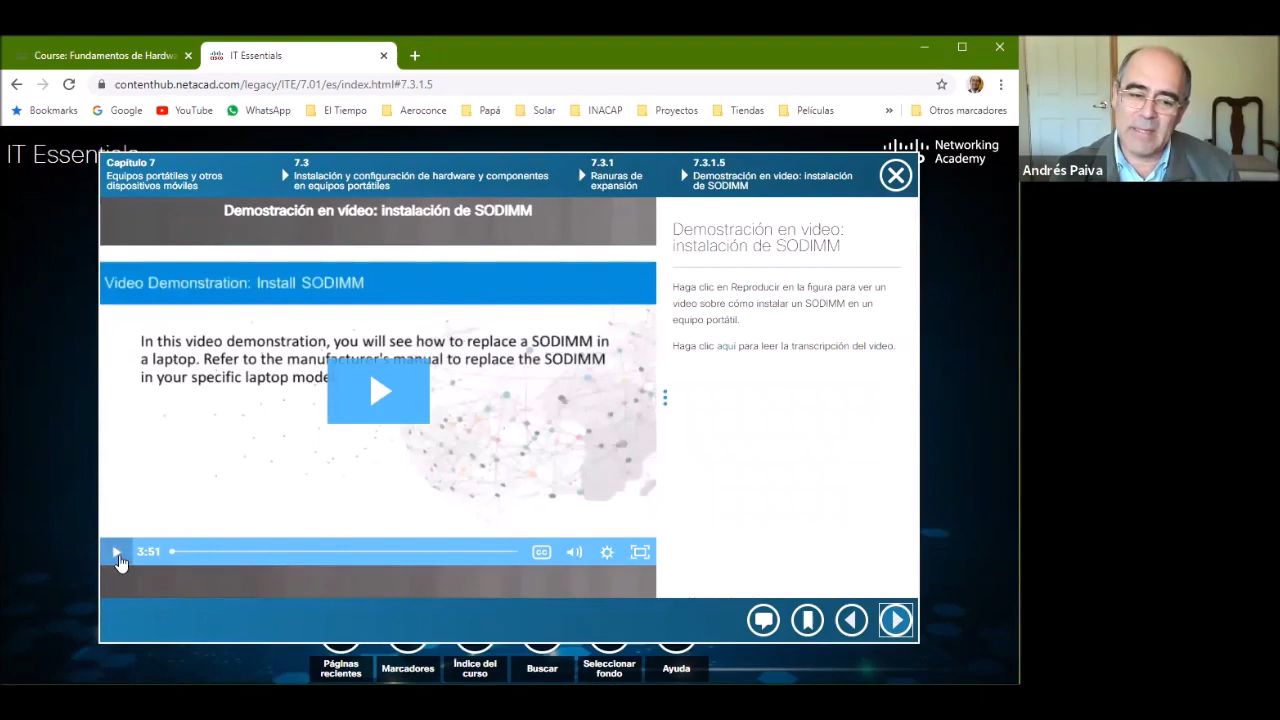 Course: Fundamentos de Hardwa
IT Essentials
contenthub.netacad.com/legacy/ITE/7.01/es/index.html#7.3.1.5
Bookmarks
Google
YouTube
WhatsApp
El Tiempo
Aeroconce
Papá
Solar
INACAP
Proyectos
Tiendas
Películas
»
Otros marcadores
IT Essentials
Networking
Academy
Andrés Paiva
Capítulo 7
Equipos portátiles y otros
dispositivos móviles
7.3
Instalación y configuración de hardware y componentes
en equipos portátiles
7.3.1
Ranuras de
expansión
7.3.1.5
Demostración en video: instalación
de SODIMM
Demostración en vídeo: instalación de SODIMM
Video Demonstration: Install SODIMM
In this video demonstration, you will see how to replace a SODIMM in
a laptop. Refer to the manufacturer's manual to replace the SODIMM
in your specific laptop mode
3:51
CC
Demostración en video:
instalación de SODIMM
Haga clic en Reproducir en la figura para ver un
video sobre cómo instalar un SODIMM en un
equipo portátil.
Haga clic aquí para leer la transcripción del video.
Páginas
recientes
Marcadores
Índice del
curso
Buscar
Seleccionar
fondo
Ayuda